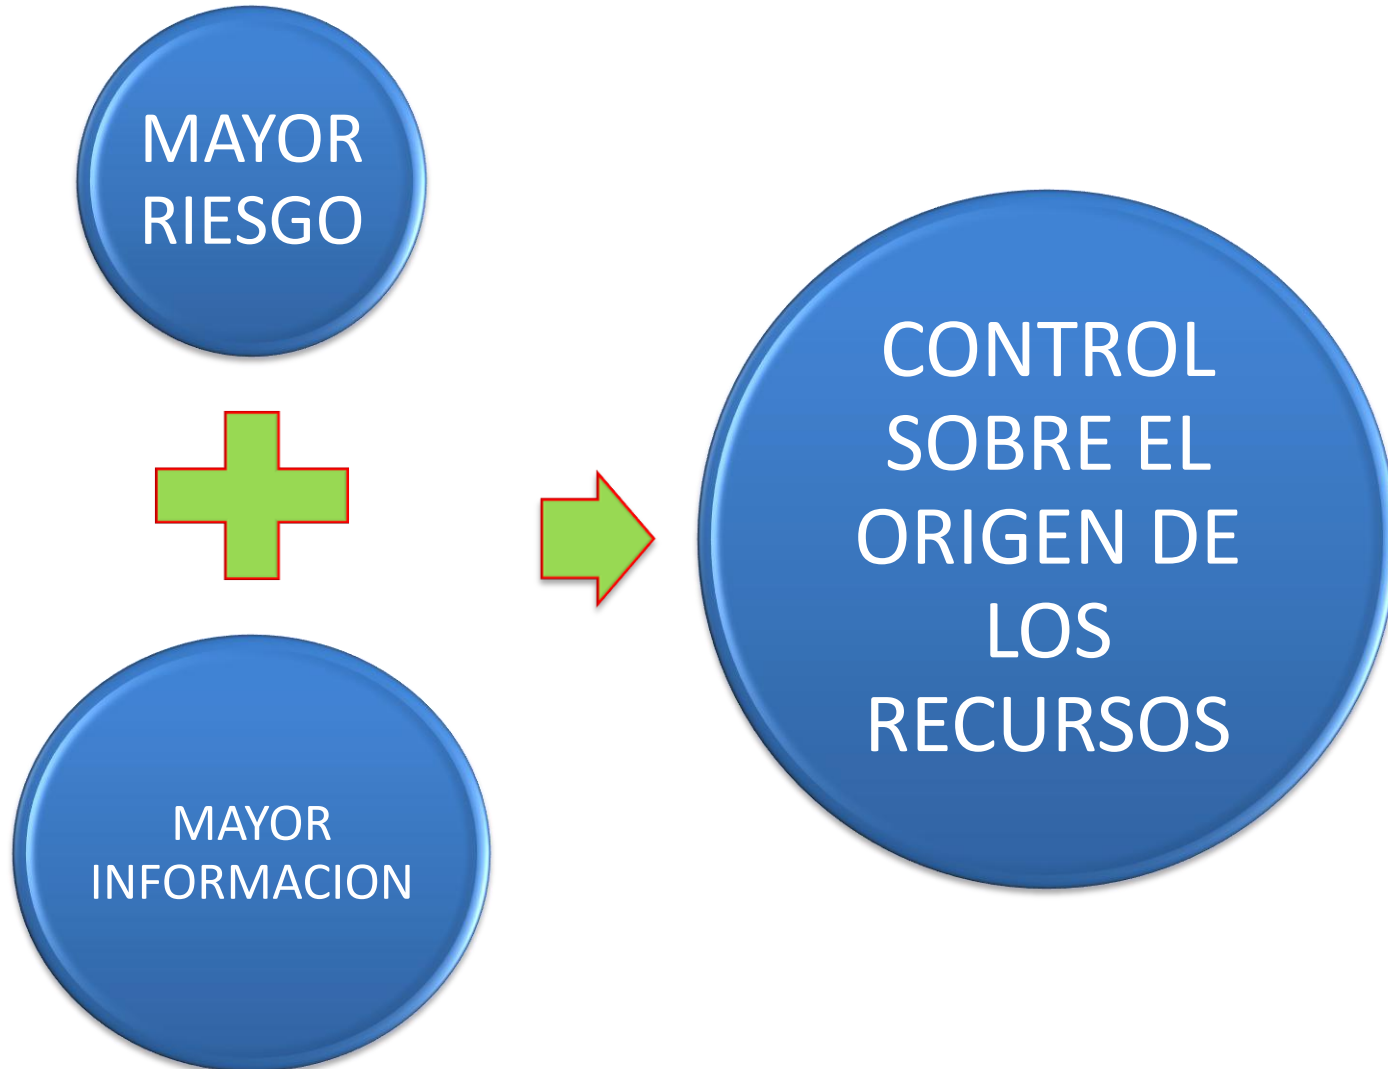 MAYOR
RIESGO
MAYOR
INFORMACION
CONTROL
SOBRE EL
ORIGEN DE
LOS
RECURSOS